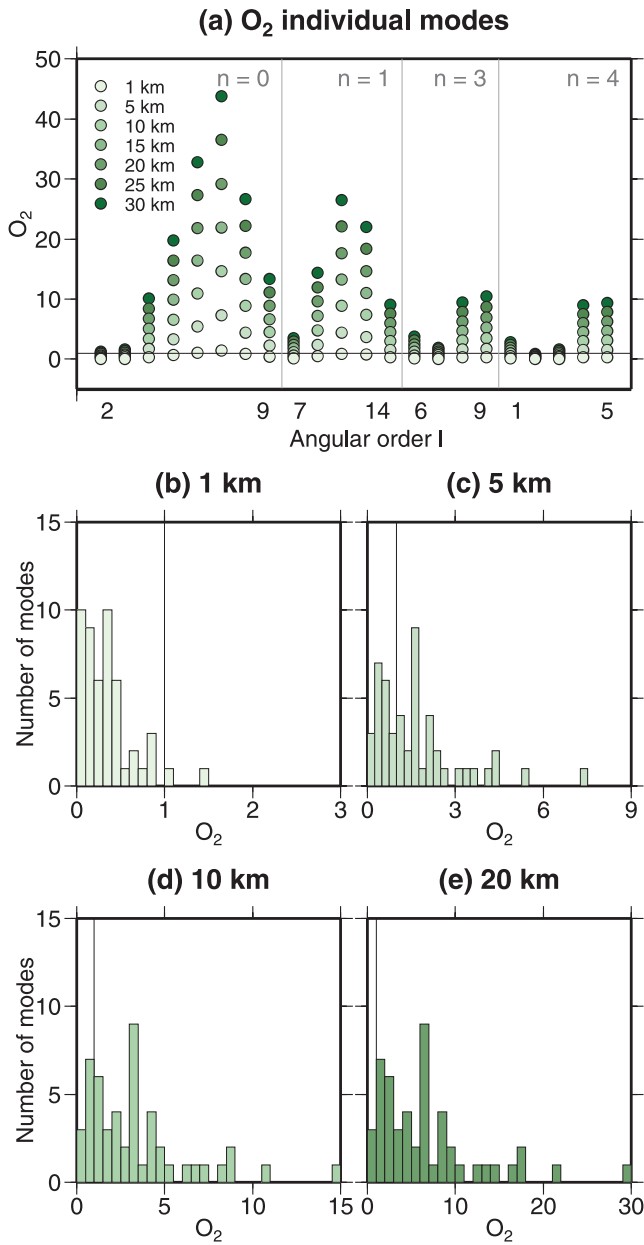 (a) O₂ individual modes
50
40
30
20
10
0
O₂
1 km
5 km
10 km
15 km
20 km
25 km
30 km
n = 0
n = 1
n = 3
n = 4
2 9 7 14 6 9 1 5
Angular order l
(b) 1 km
15
10
5
0
Number of modes
0 1 2 3
O₂
(c) 5 km
0 3 6 9
O₂
(d) 10 km
15
10
5
0
Number of modes
0 5 10 15
O₂
(e) 20 km
0 10 20 30
O₂